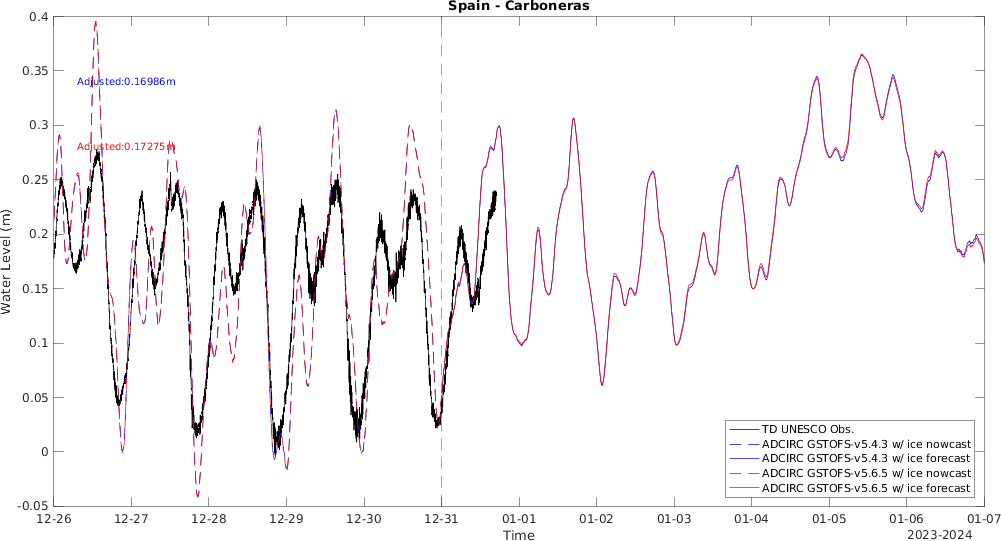 Spain - Carboneras
Water Level (m)
0.4
0.35
0.3
0.25
0.2
0.15
0.1
0.05
0
-0.05
Adjusted:0.16986m
Adjusted:0.17275m
TD UNESCO Obs.
ADCIRC GSTOFS-v5.4.3 w/ ice nowcast
ADCIRC GSTOFS-v5.4.3 w/ ice forecast
ADCIRC GSTOFS-v5.6.5 w/ ice nowcast
ADCIRC GSTOFS-v5.6.5 w/ ice forecast
12-26 12-27 12-28 12-29 12-30 12-31 01-01 01-02 01-03 01-04 01-05 01-06 01-07
Time
2023-2024